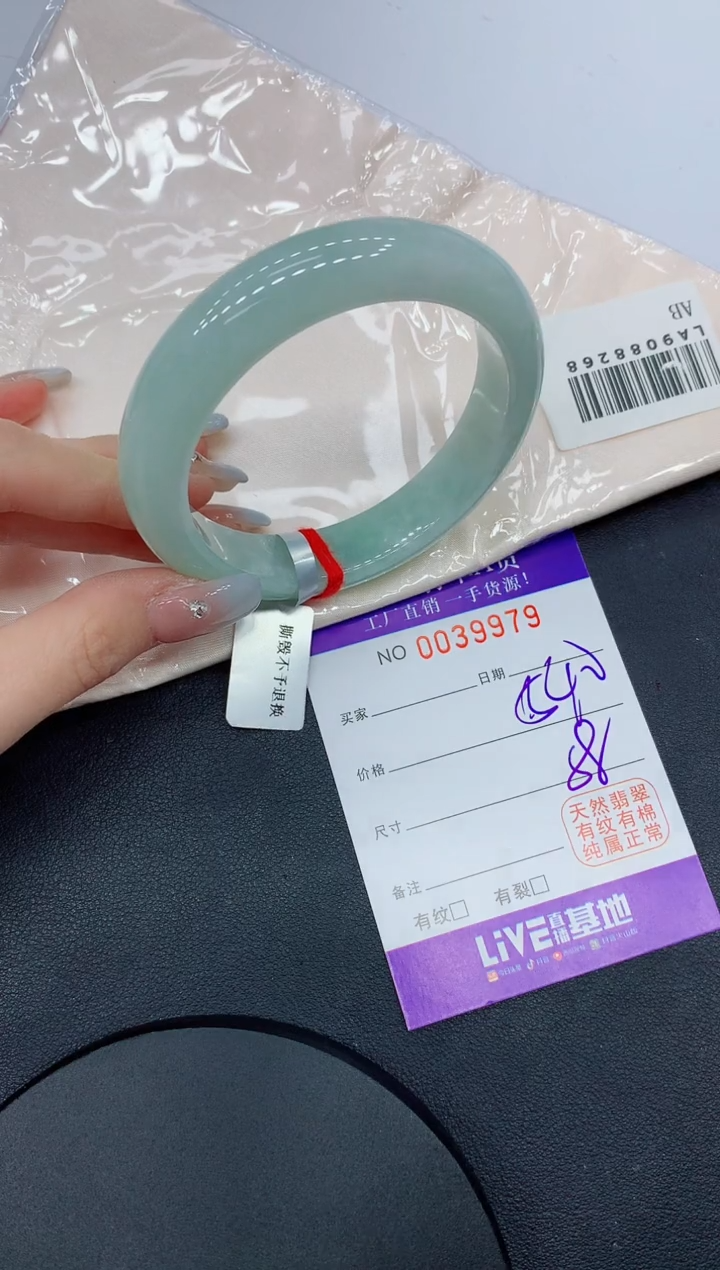 AB
LA9088268
撕毁不予退换
工厂直销 一手货源!
NO 0039979
买家
日期
价格
尺寸
天然翡翠
有纹有棉
纯属正常
备注
有纹□ 有裂□
LiVE直播基地